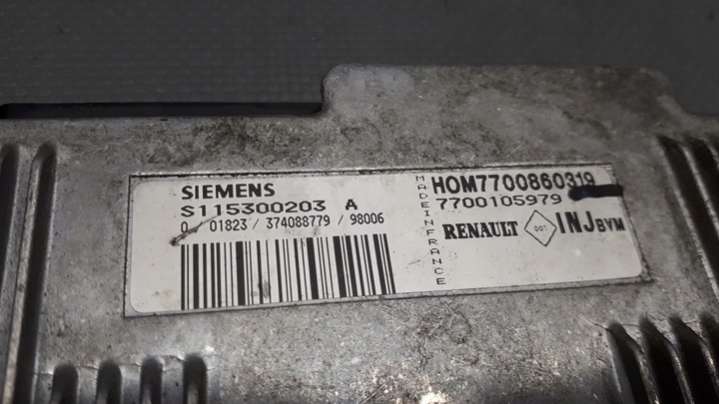 SIEMENS
S115300203 A
01823 / 374088779 / 98006
MADE IN FRANCE
HOM7700860319
7700105979
RENAULT INJ BVM